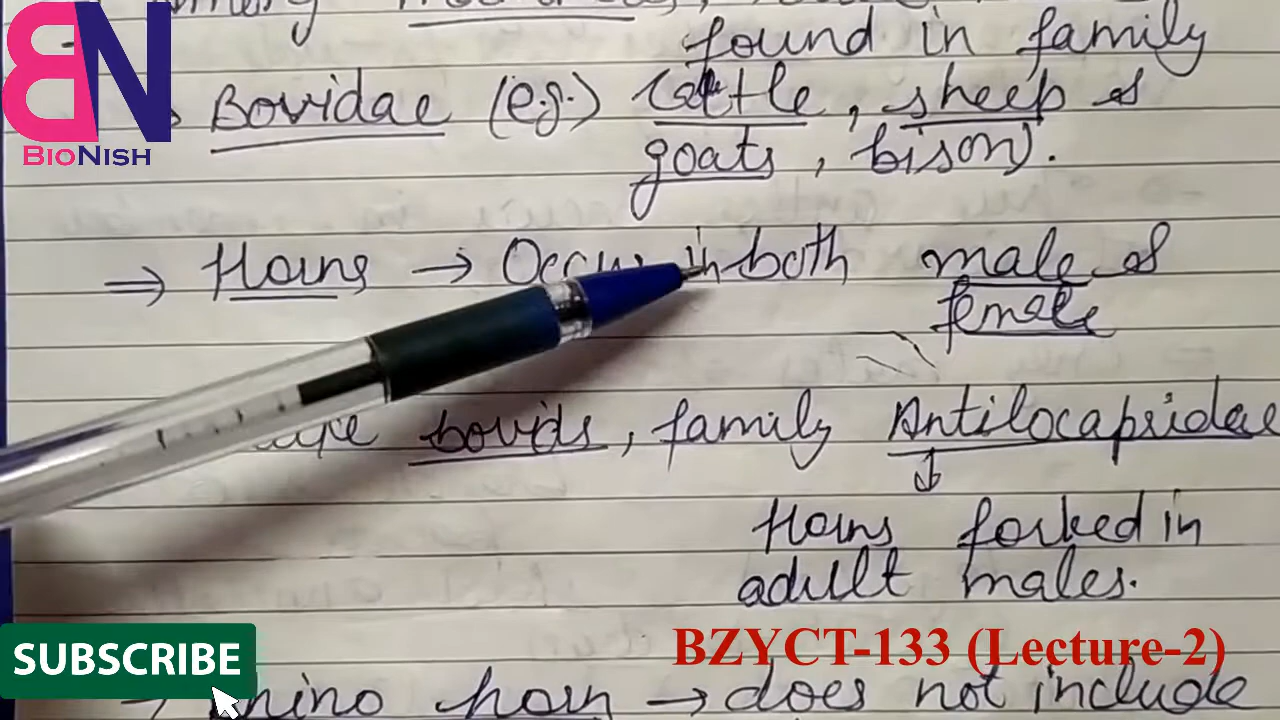 found in family
BN
BIONISH
Bovidae (e.g.) Cattle, sheep &
goats, bison).
⇒ Horns → Occur in both male &
female
bovids, family Antilocapridae
↓
Horns forked in
adult males.
BZYCT-133 (Lecture-2)
SUBSCRIBE
horn → does not include